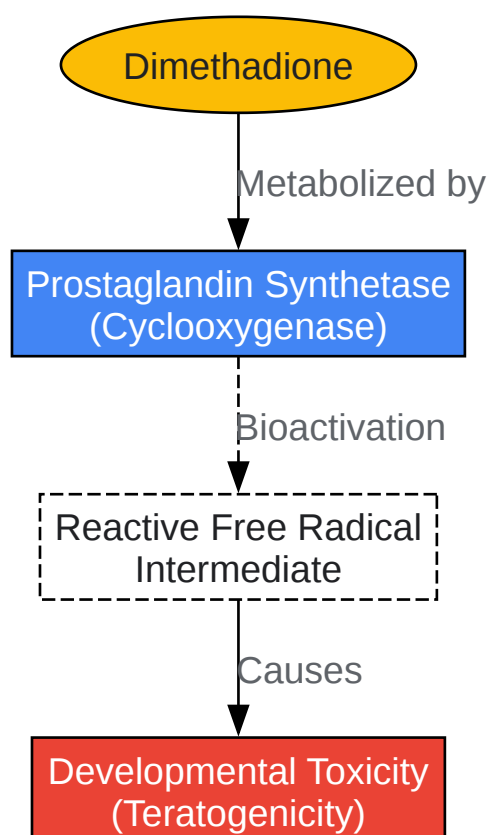 Dimethadione
Metabolized by
Prostaglandin Synthetase
(Cyclooxygenase)
Bioactivation
Reactive Free Radical
Intermediate
Causes
Developmental Toxicity
(Teratogenicity)